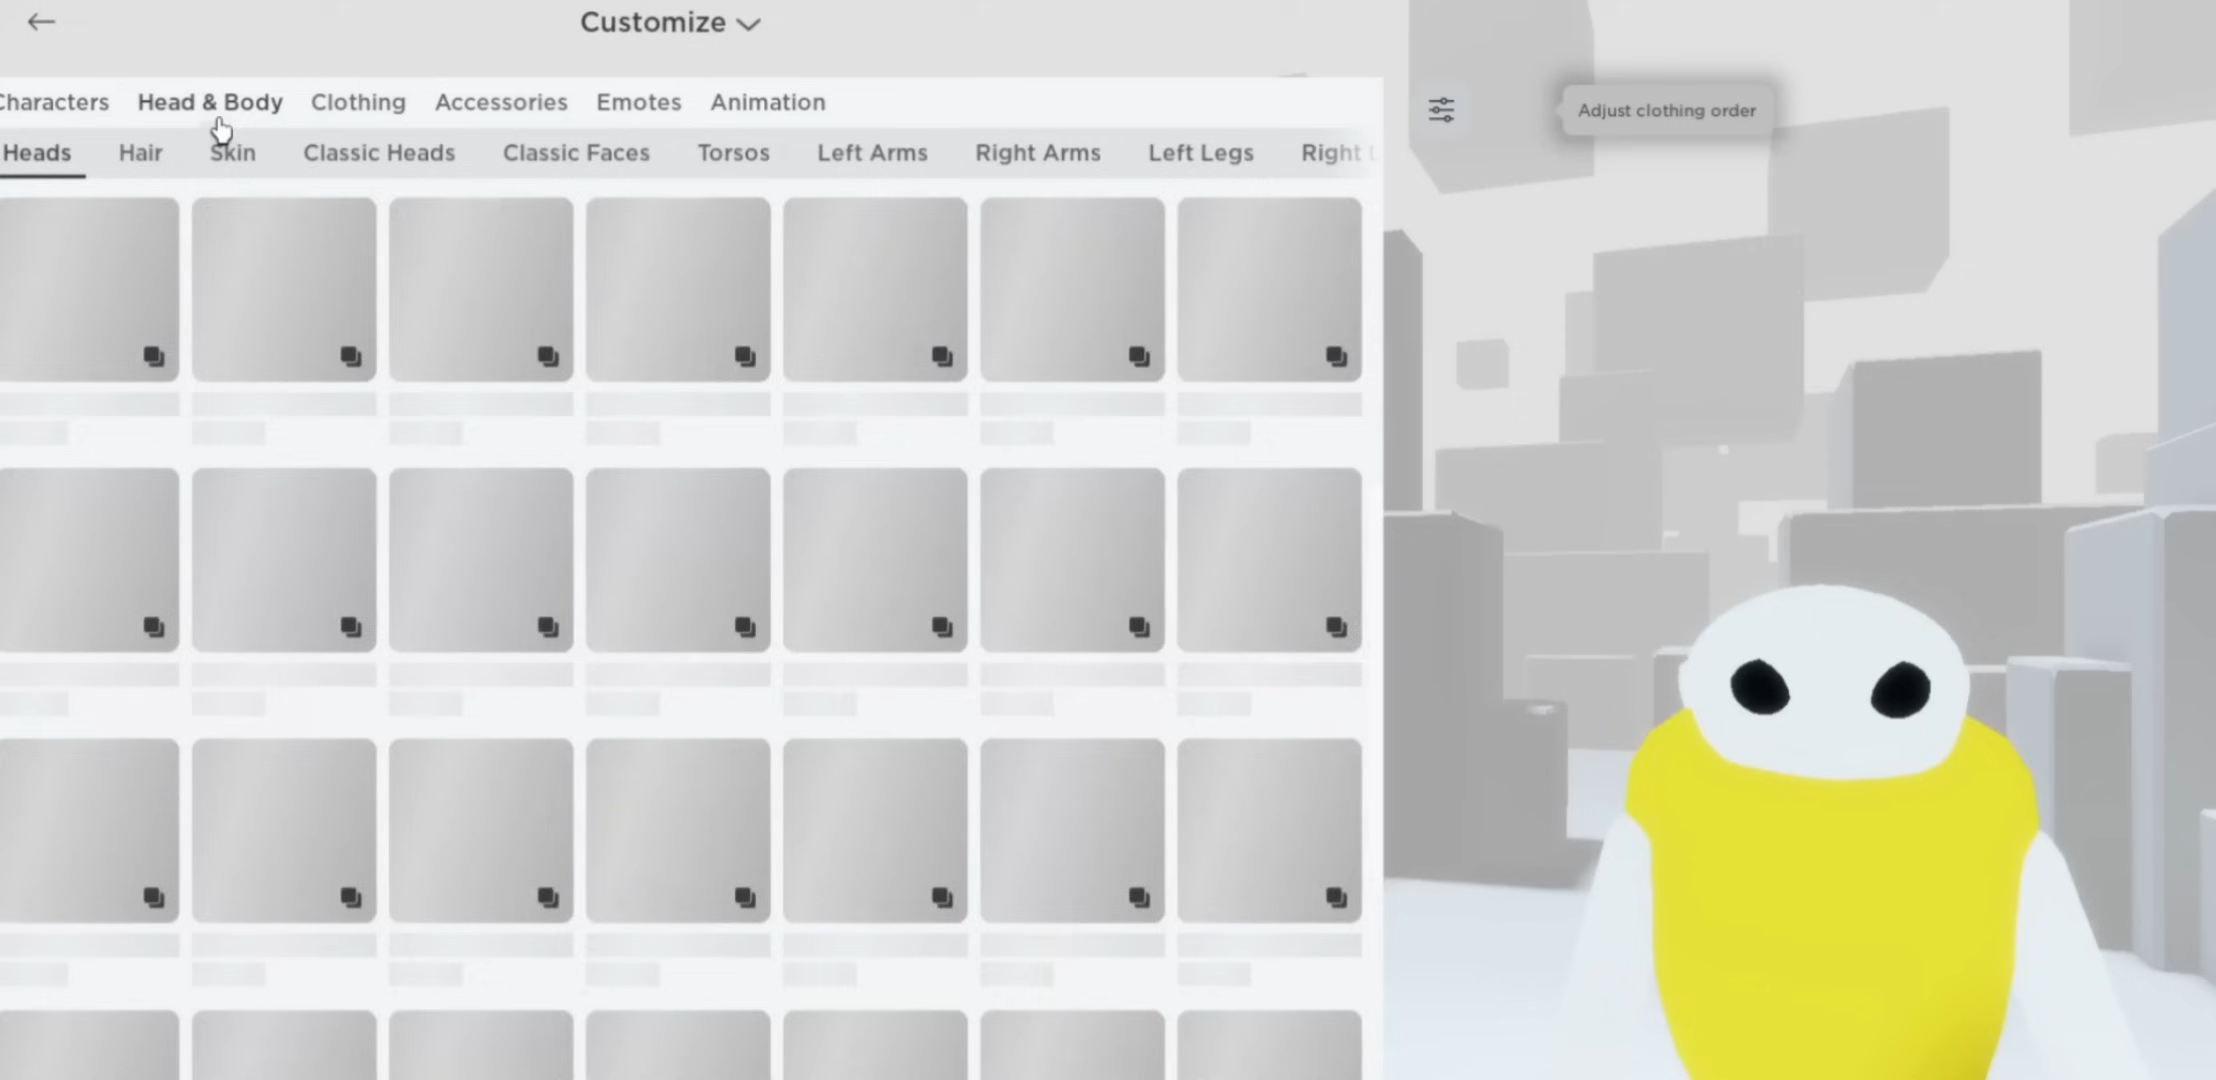 Customize
Characters Head & Body Clothing Accessories Emotes Animation
Adjust clothing order
Heads Hair Skin Classic Heads Classic Faces Torsos Left Arms Right Arms Left Legs Right